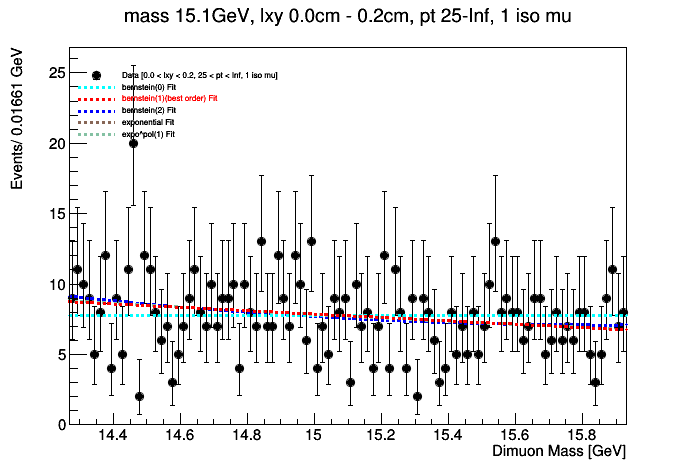 mass 15.1GeV, lxy 0.0cm - 0.2cm, pt 25-Inf, 1 iso mu
Events/ 0.01661 GeV
25
20
15
10
5
0
Data [0.0 < lxy < 0.2, 25 < pt < Inf, 1 iso mu]
bernstein(0) Fit
bernstein(1)(best order) Fit
bernstein(2) Fit
exponential Fit
expo*pol(1) Fit
14.4 14.6 14.8 15 15.2 15.4 15.6 15.8
Dimuon Mass [GeV]